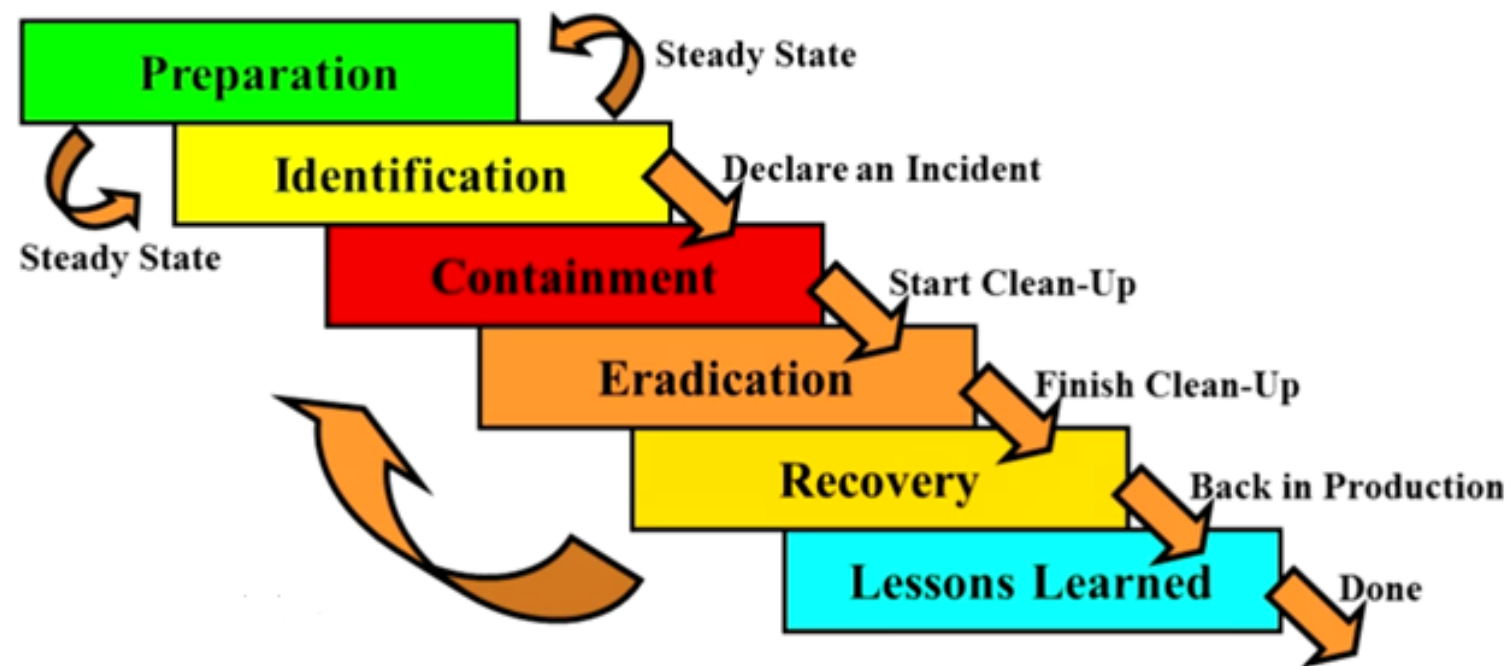 Preparation
Steady State
Identification
Declare an Incident
Steady State
Containment
Start Clean-Up
Eradication
Finish Clean-Up
Recovery
Back in Production
Lessons Learned
Done